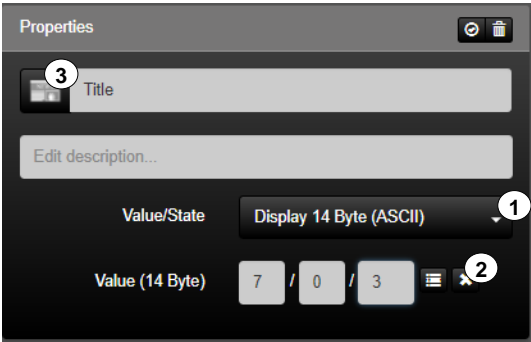 Properties
3
Title
Edit description...
Value/State Display 14 Byte (ASCII) 1
Value (14 Byte) 7 / 0 / 3 2